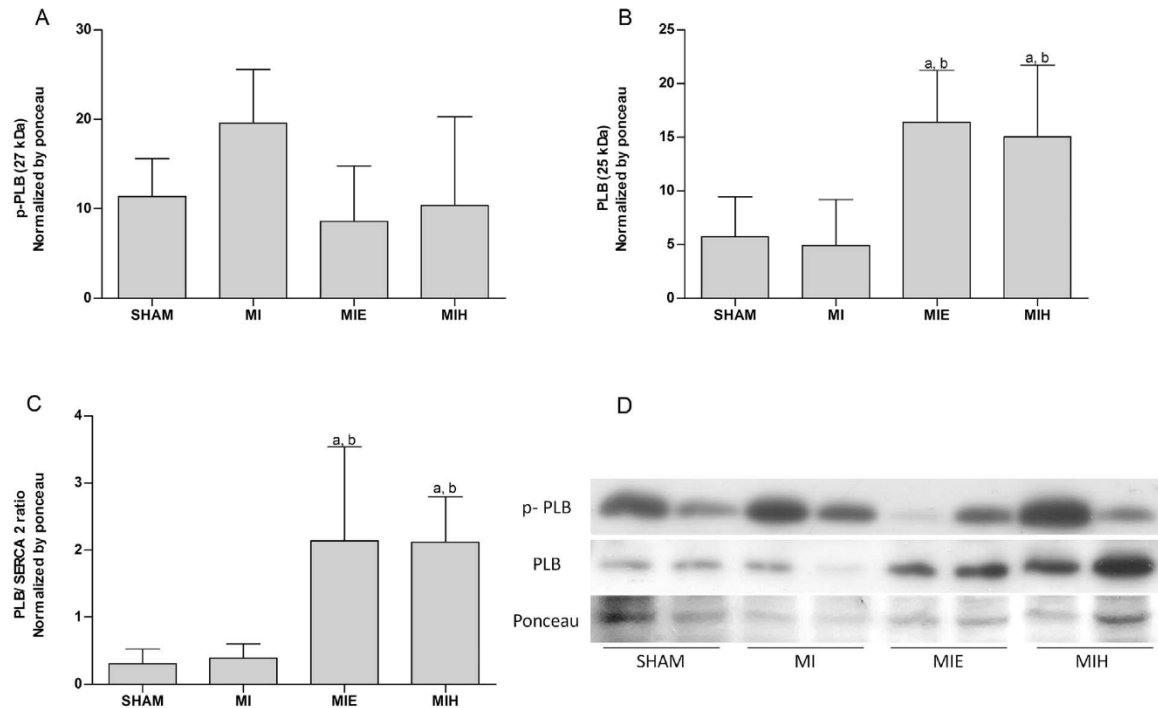 A
p-PLB (27 kDa)
Normalized by ponceau
30
20
10
0
SHAM MI MIE MIH
B
PLB (25 kDa)
Normalized by ponceau
25
20
15
10
5
0
a, b a, b
SHAM MI MIE MIH
C
PLB/ SERCA 2 ratio
Normalized by ponceau
4
3
2
1
0
a, b
a, b
SHAM MI MIE MIH
D
p- PLB
PLB
Ponceau
SHAM MI MIE MIH